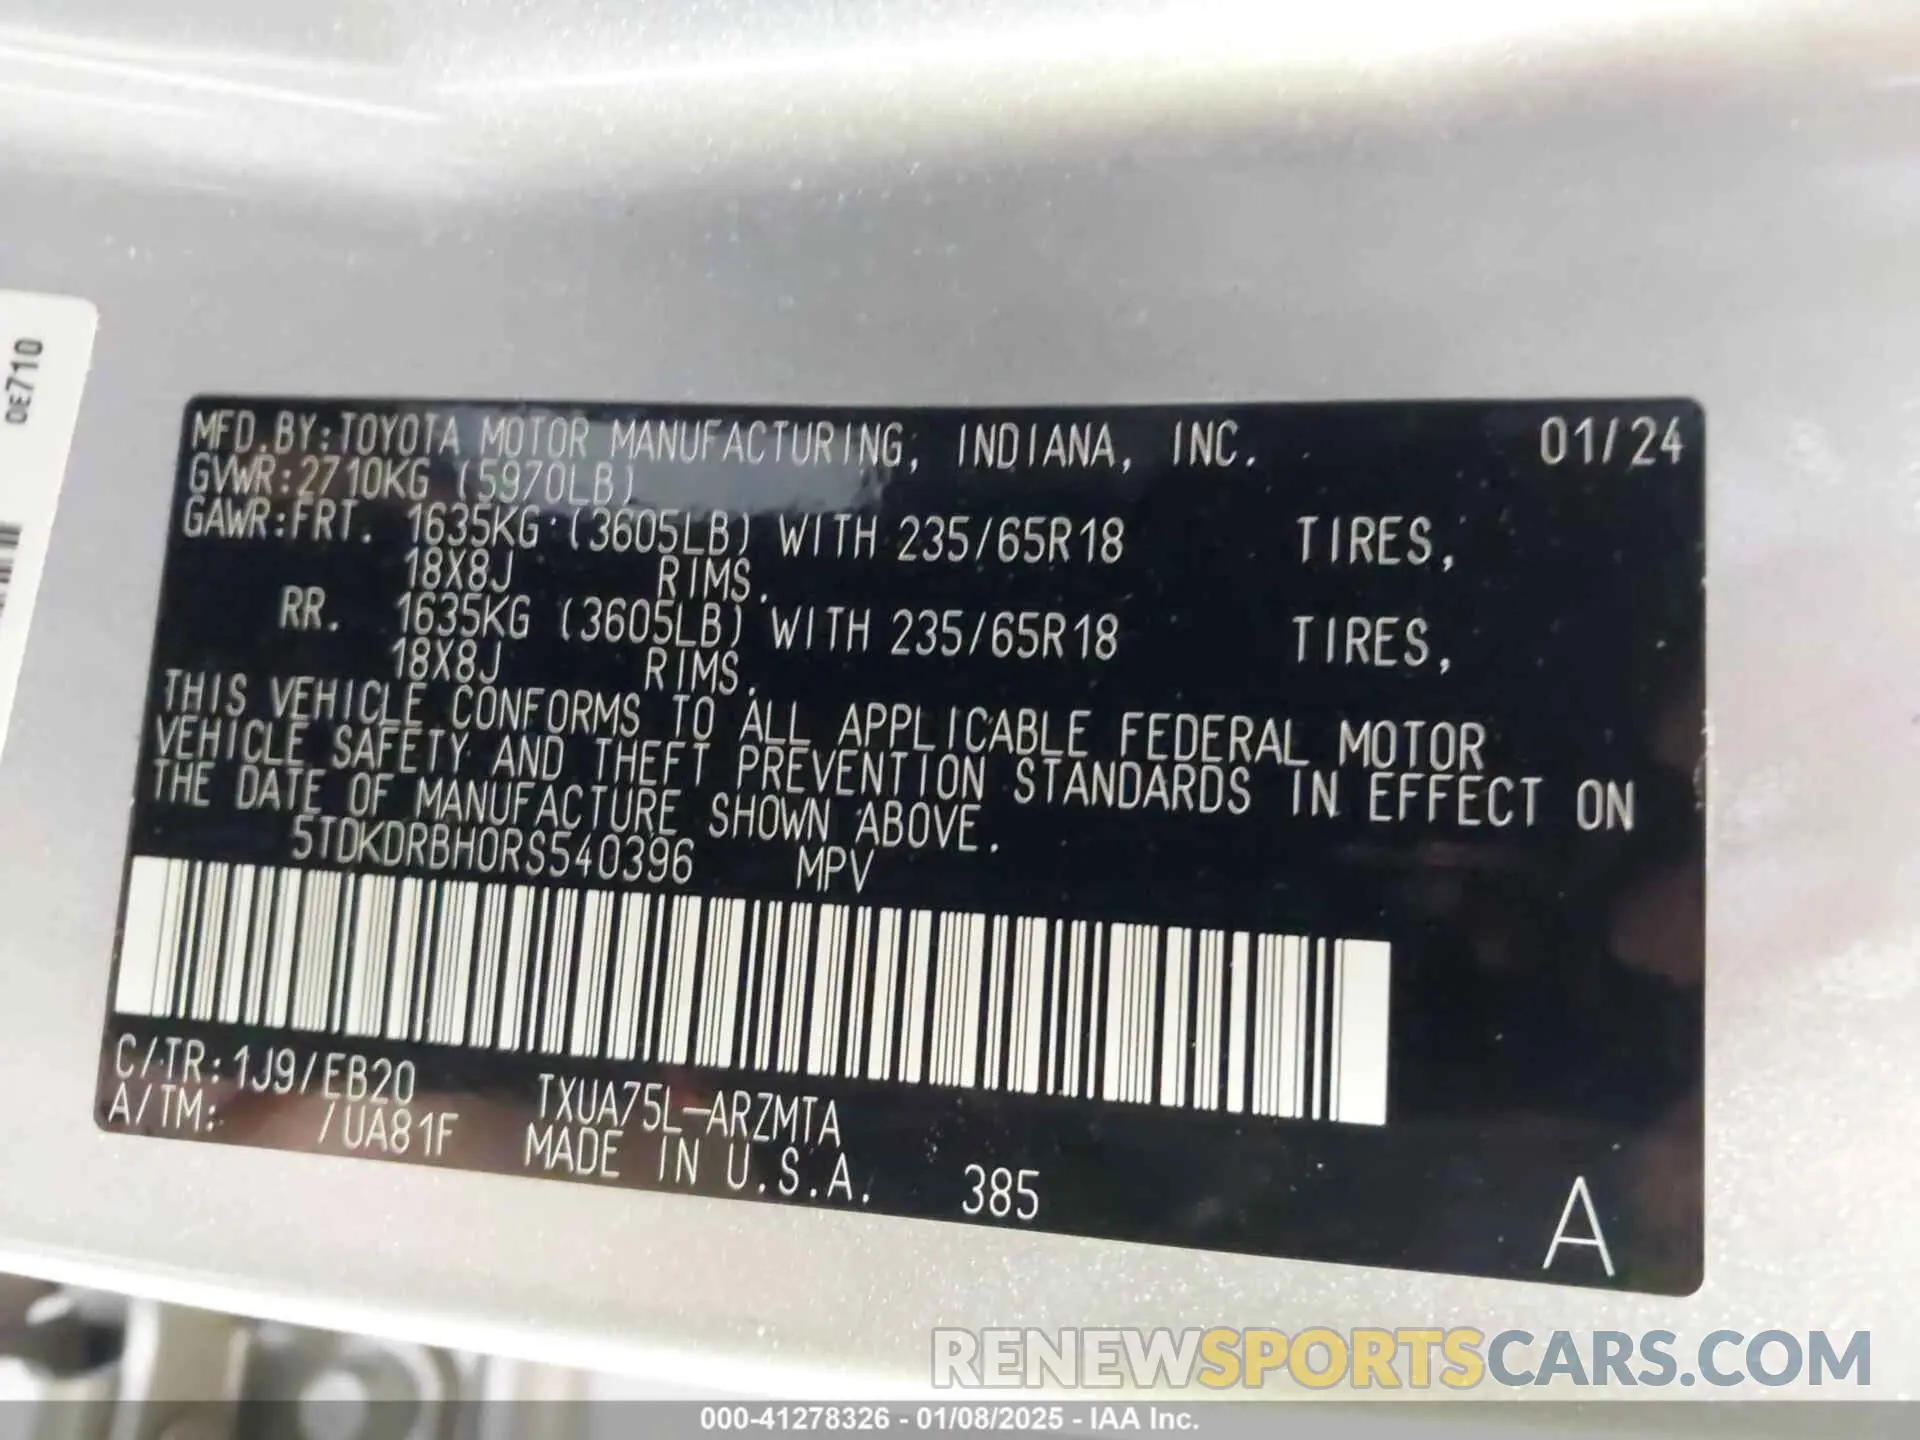 0E710
MFD.BY:TOYOTA MOTOR MANUFACTURING, INDIANA, INC. 01/24
GVWR:2710KG (5970LB)
GAWR:FRT. 1635KG (3605LB) WITH 235/65R18 TIRES,
18X8J RIMS.
RR. 1635KG (3605LB) WITH 235/65R18 TIRES,
18X8J RIMS.
THIS VEHICLE CONFORMS TO ALL APPLICABLE FEDERAL MOTOR
VEHICLE SAFETY AND THEFT PREVENTION STANDARDS IN EFFECT ON
THE DATE OF MANUFACTURE SHOWN ABOVE.
5TDKDRBH0RS540396 MPV
C/TR:1J9/EB20 TXUA75L-ARZMTA
A/TM: /UA81F MADE IN U.S.A. 385
A
RENEWSPORTSCARS.COM
000-41278326 - 01/08/2025 - IAA Inc.